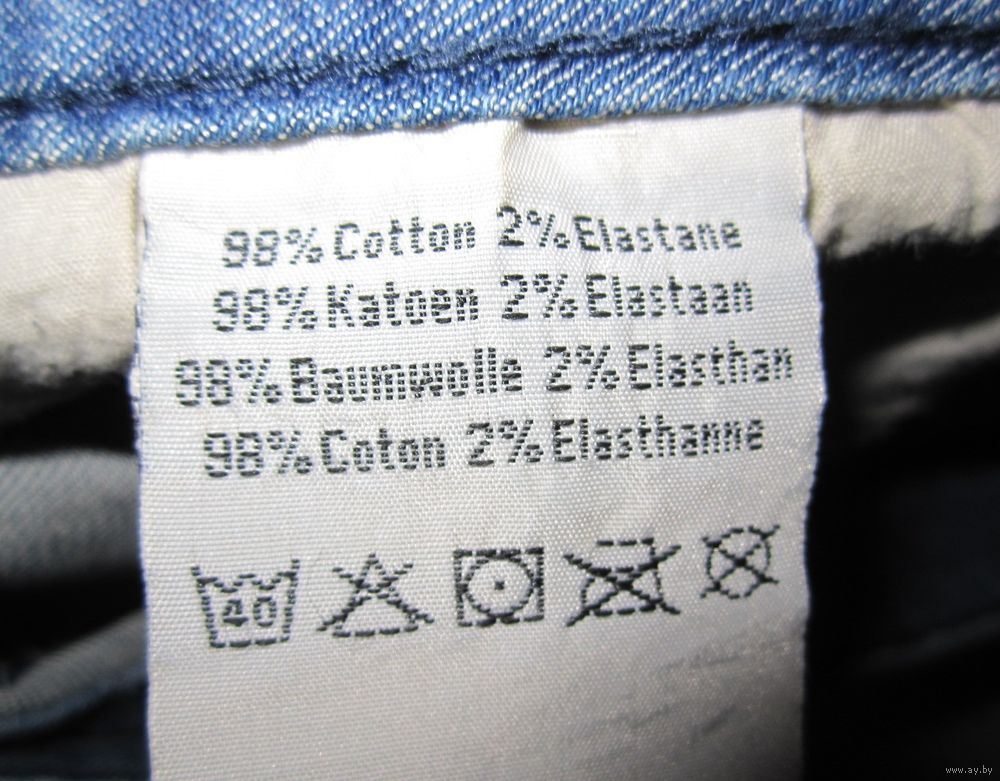 98% Cotton 2% Elastane
98% Katoen 2% Elastaan
98% Baumwolle 2% Elasthan
98% Coton 2% Elasthanne
40
www.ay.by